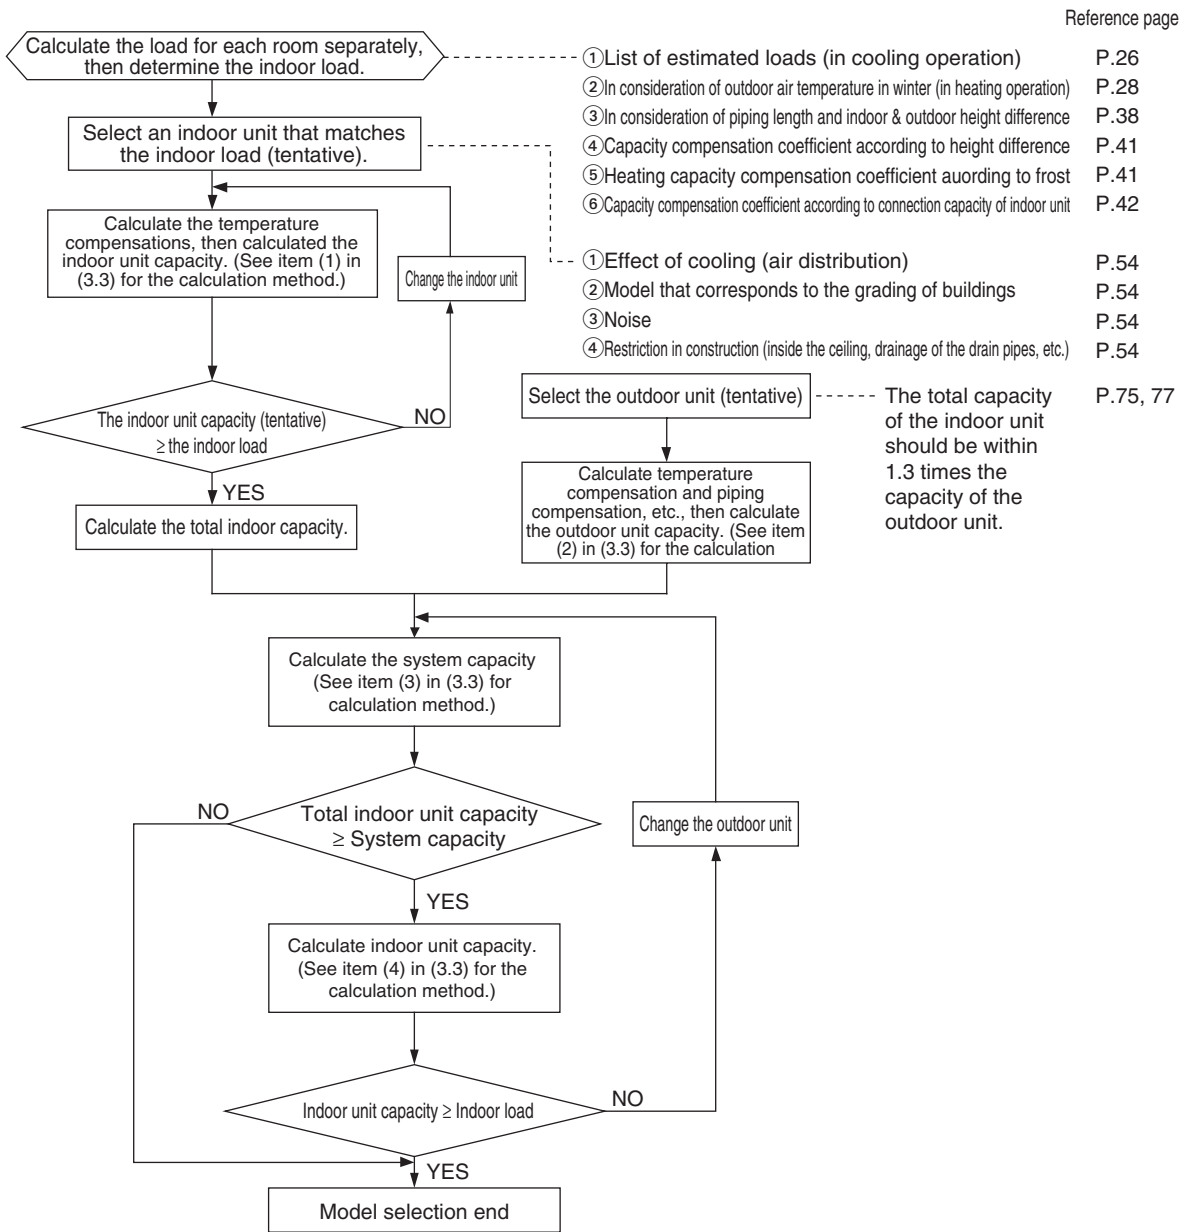 Reference page
Calculate the load for each room separately,
then determine the indoor load.
①List of estimated loads (in cooling operation) P.26
②In consideration of outdoor air temperature in winter (in heating operation) P.28
③In consideration of piping length and indoor & outdoor height difference P.38
④Capacity compensation coefficient according to height difference P.41
⑤Heating capacity compensation coefficient auording to frost P.41
⑥Capacity compensation coefficient according to connection capacity of indoor unit P.42
Select an indoor unit that matches
the indoor load (tentative).
①Effect of cooling (air distribution) P.54
②Model that corresponds to the grading of buildings P.54
③Noise P.54
④Restriction in construction (inside the ceiling, drainage of the drain pipes, etc.) P.54
Calculate the temperature
compensations, then calculated the
indoor unit capacity. (See item (1) in
(3.3) for the calculation method.)
Change the indoor unit
The indoor unit capacity (tentative)
≥ the indoor load
NO
YES
Calculate the total indoor capacity.
Select the outdoor unit (tentative)
The total capacity P.75, 77
of the indoor unit
should be within
1.3 times the
capacity of the
outdoor unit.
Calculate temperature
compensation and piping
compensation, etc., then calculate
the outdoor unit capacity. (See item
(2) in (3.3) for the calculation
Calculate the system capacity
(See item (3) in (3.3) for
calculation method.)
NO
Total indoor unit capacity
≥ System capacity
Change the outdoor unit
YES
Calculate indoor unit capacity.
(See item (4) in (3.3) for the
calculation method.)
Indoor unit capacity ≥ Indoor load
NO
YES
Model selection end